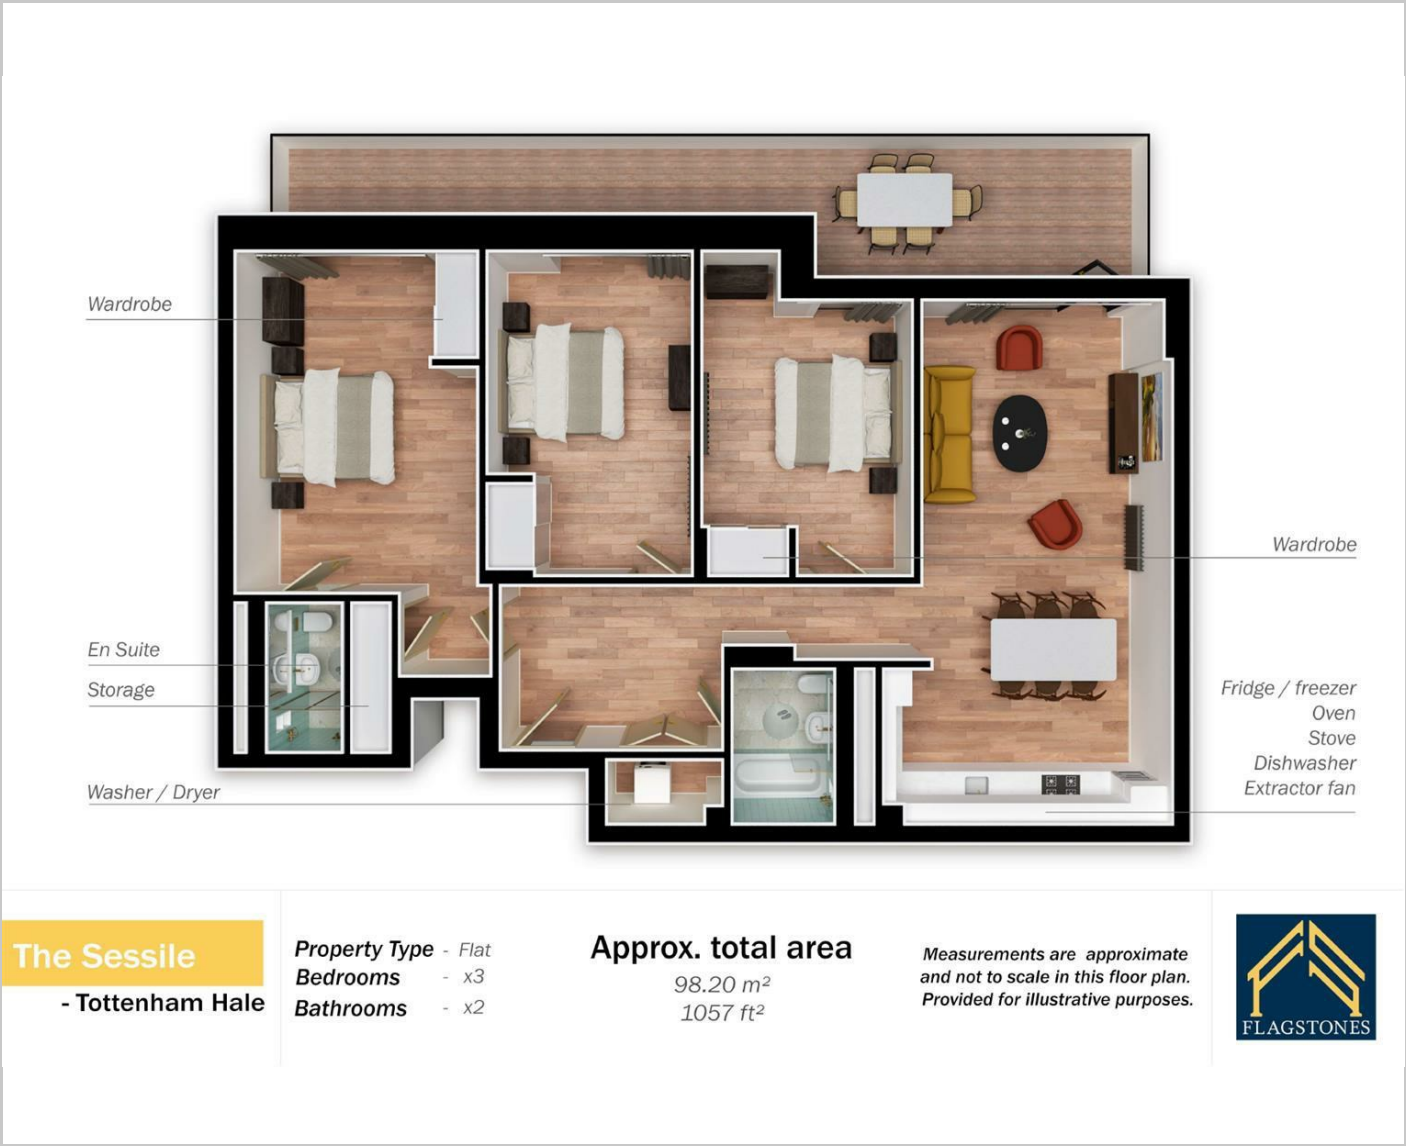 Wardrobe
Wardrobe
En Suite
Storage
Fridge / freezer
Oven
Stove
Dishwasher
Extractor fan
Washer / Dryer
The Sessile
- Tottenham Hale
Property Type - Flat
Bedrooms - x3
Bathrooms - x2
Approx. total area
98.20 m²
1057 ft²
Measurements are approximate
and not to scale in this floor plan.
Provided for illustrative purposes.
FLAGSTONES